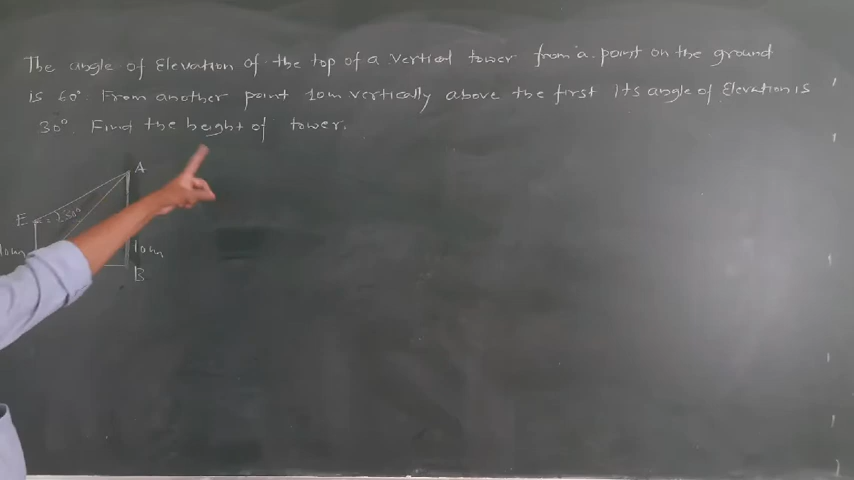 The angle of Elevation of the top of a vertical tower from a point on the ground
is 60°. From another point 10m vertically above the first Its angle of Elevation is
30°. Find the height of tower.
A
E 30°
10m 10m
B